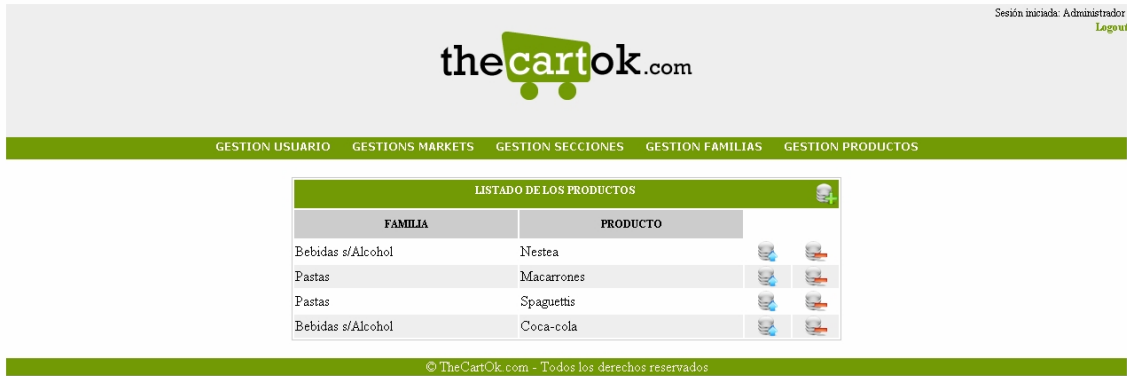 Sesión iniciada: Administrador
Logout
thecartok.com
GESTION USUARIO GESTIONS MARKETS GESTION SECCIONES GESTION FAMILIAS GESTION PRODUCTOS
LISTADO DE LOS PRODUCTOS
FAMILIA PRODUCTO
Bebidas s/Alcohol Nestea
Pastas Macarrones
Pastas Spaguettis
Bebidas s/Alcohol Coca-cola
© TheCartOk.com - Todos los derechos reservados